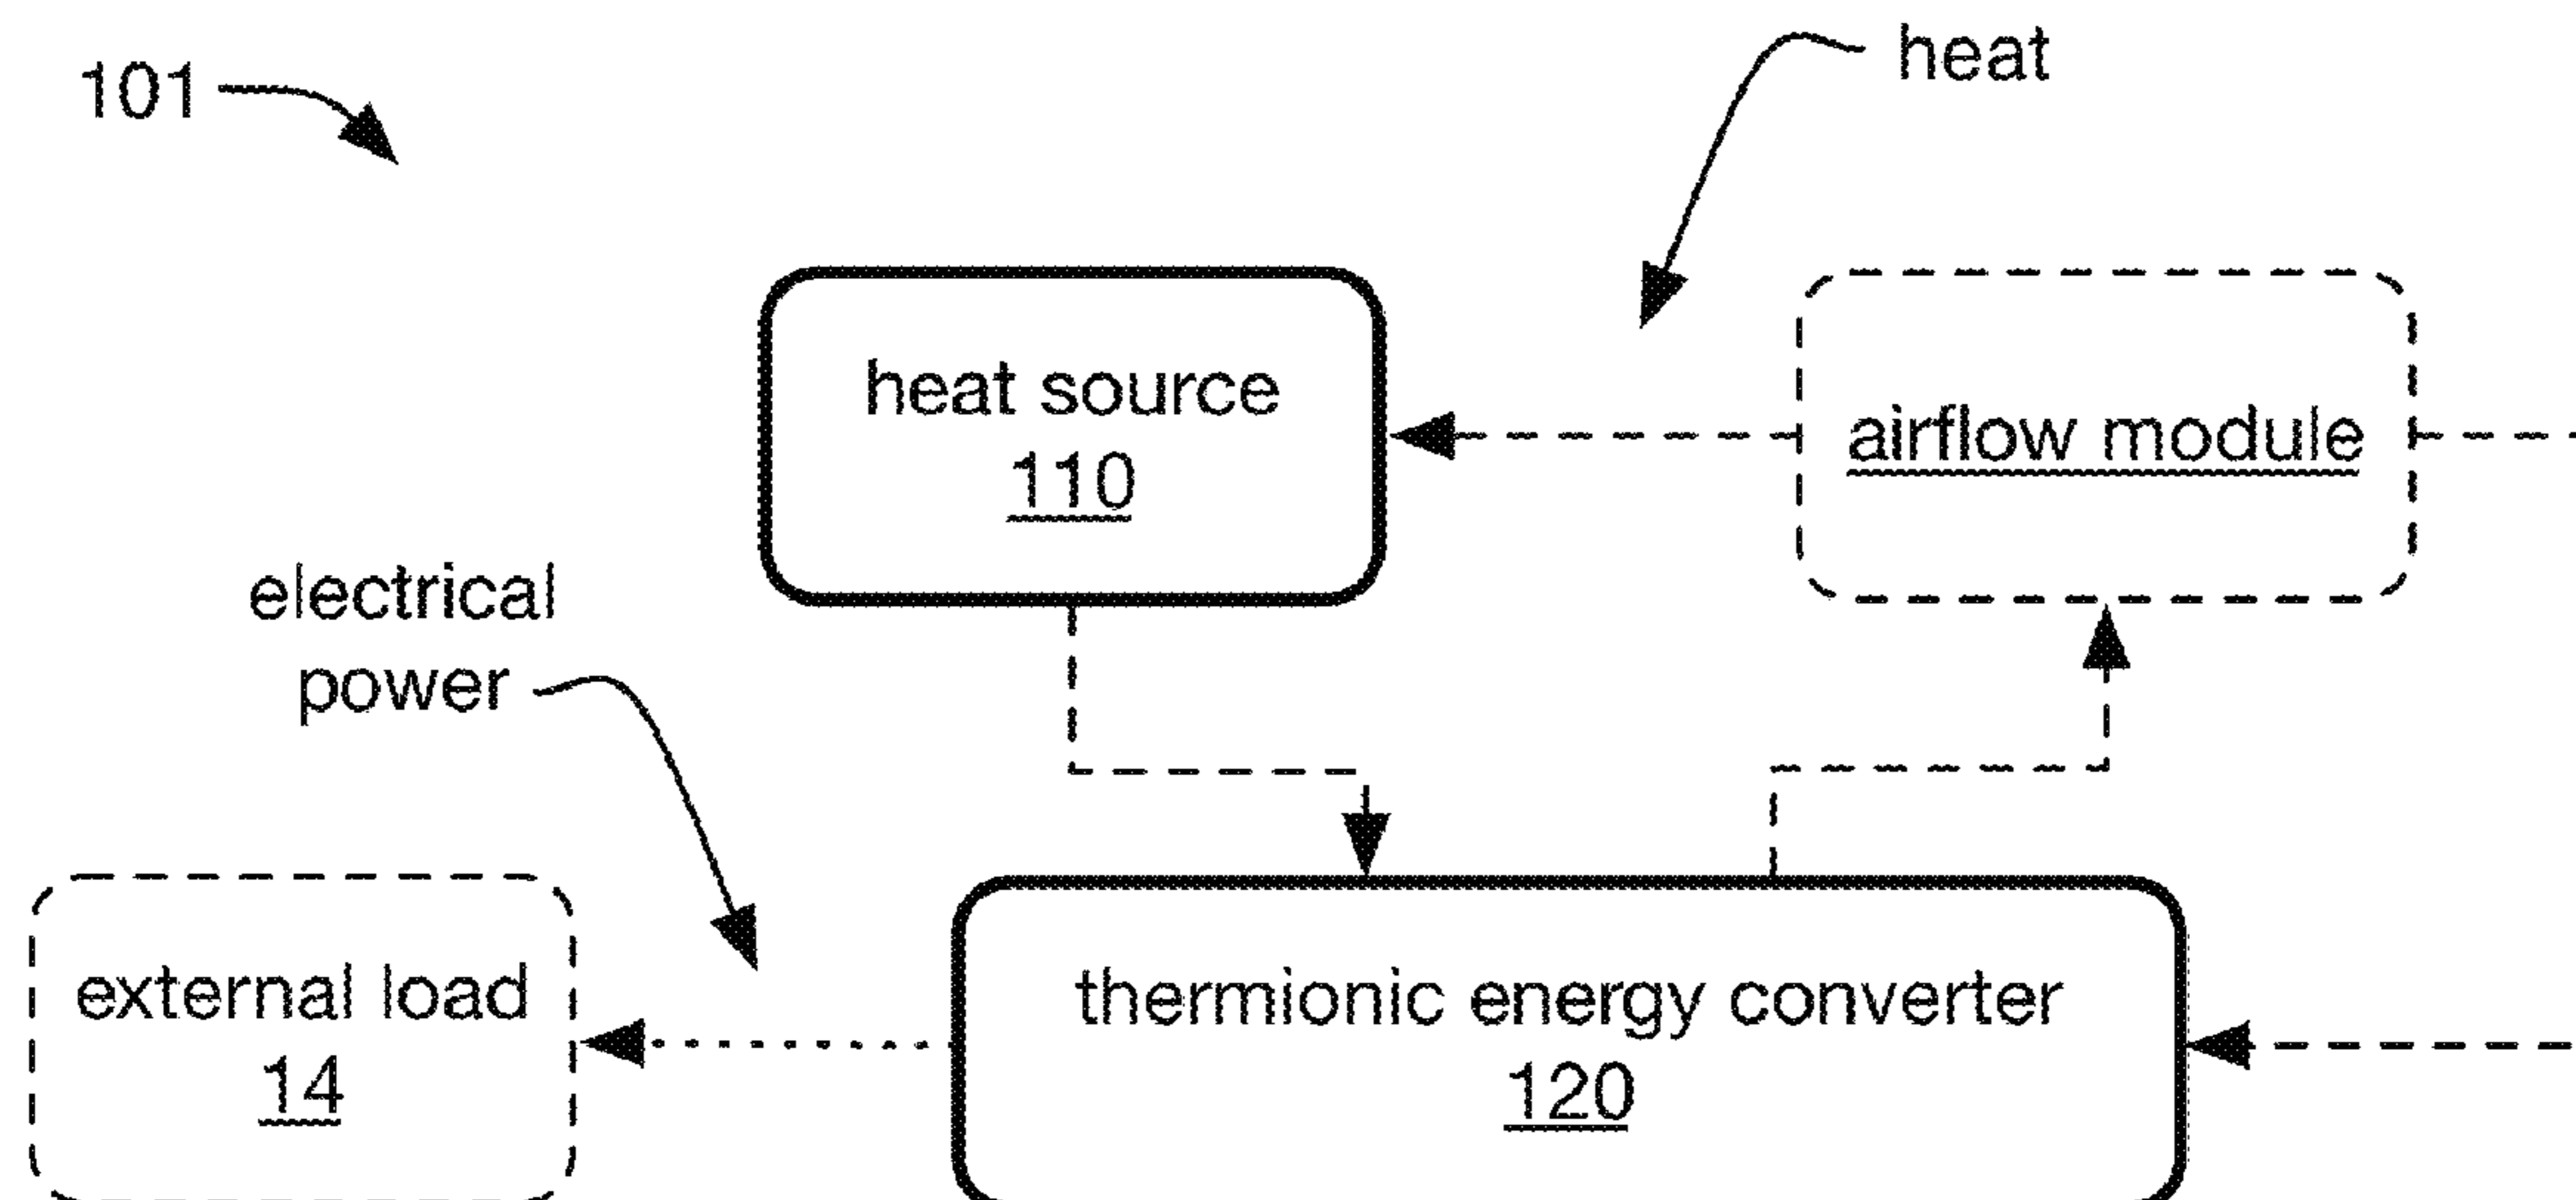 101
heat
heat source
110
airflow module
electrical
power
external load
14
thermionic energy converter
120